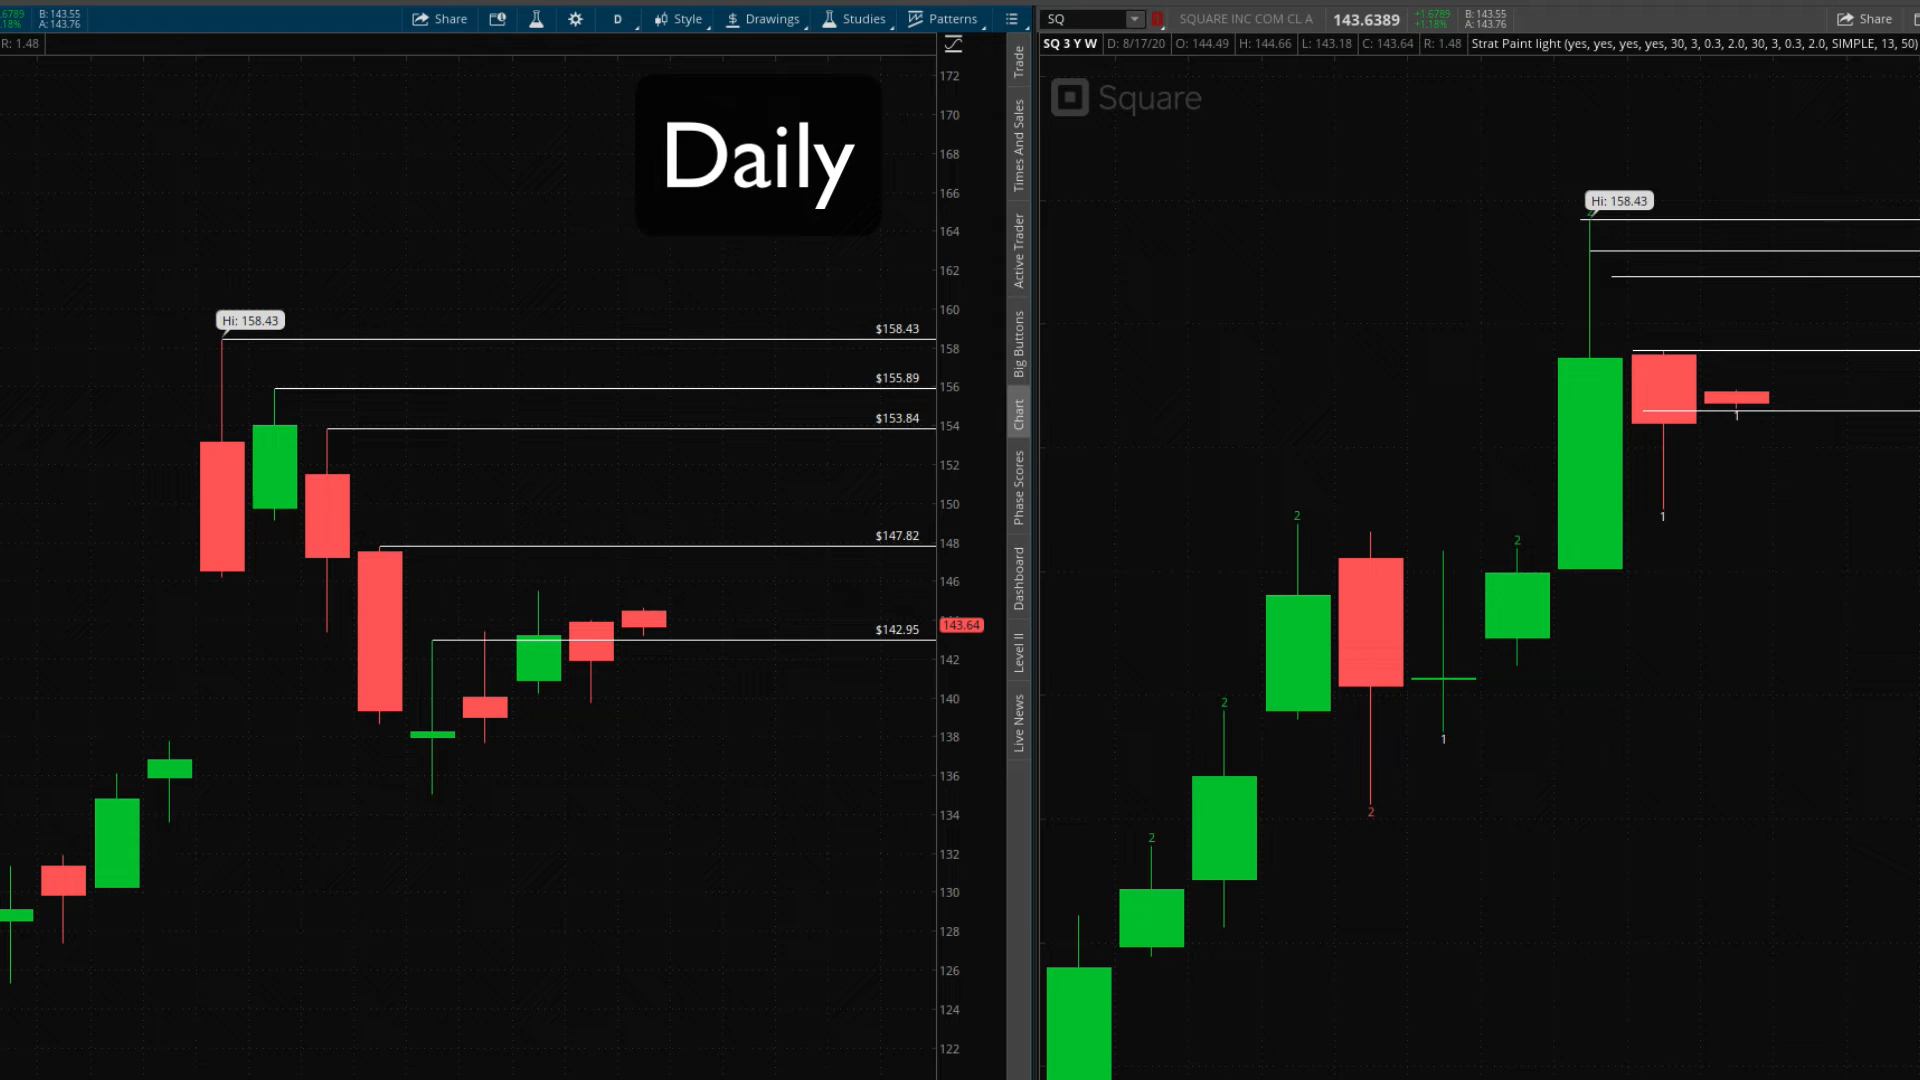 .6789
.18%
B: 143.55
A: 143.76
Share
D
Style
Drawings
Studies
Patterns
R: 1.48
Daily
Hi: 158.43
$158.43
$155.89
$153.84
$147.82
$142.95
172
170
168
166
164
162
160
158
156
154
152
150
148
146
143.64
142
140
138
136
134
132
130
128
126
124
122
Trade
Times And Sales
Active Trader
Big Buttons
Chart
Phase Scores
Dashboard
Level II
Live News
SQ
SQUARE INC COM CL A
143.6389
+1.6789
+1.18%
B: 143.55
A: 143.76
Share
SQ 3 Y W
D: 8/17/20
O: 144.49
H: 144.66
L: 143.18
C: 143.64
R: 1.48
Strat Paint light (yes, yes, yes, yes, 30, 3, 0.3, 2.0, 30, 3, 0.3, 2.0, SIMPLE, 13, 50)
Square
Hi: 158.43
2
2
2
2
1
2
1
1